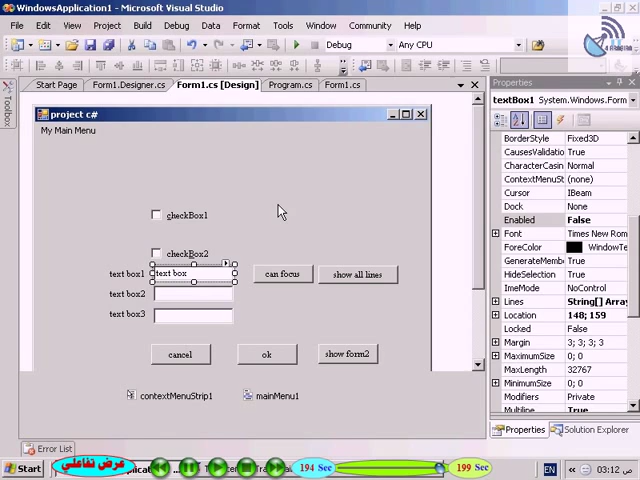 WindowsApplication1 - Microsoft Visual Studio
File Edit View Project Build Debug Data Format Tools Window Community Help
Debug Any CPU
Start Page Form1.Designer.cs Form1.cs [Design] Program.cs Form1.cs
Toolbox
project c#
My Main Menu
checkBox1
checkBox2
text box1 text box can focus show all lines
text box2
text box3
cancel ok show form2
contextMenuStrip1 mainMenu1
Properties
textBox1 System.Windows.Form
BorderStyle Fixed3D
CausesValidation True
CharacterCasin Normal
ContextMenuSt (none)
Cursor IBeam
Dock None
Enabled False
Font Times New Rom
ForeColor WindowTe
GenerateMembe True
HideSelection True
ImeMode NoControl
Lines String[] Array
Location 148; 159
Locked False
Margin 3; 3; 3; 3
MaximumSize 0; 0
MaxLength 32767
MinimumSize 0; 0
Modifiers Private
Multiline True
Properties Solution Explorer
Error List
Start عرض تفاعلي 194 Sec 199 Sec EN 03:12 ص